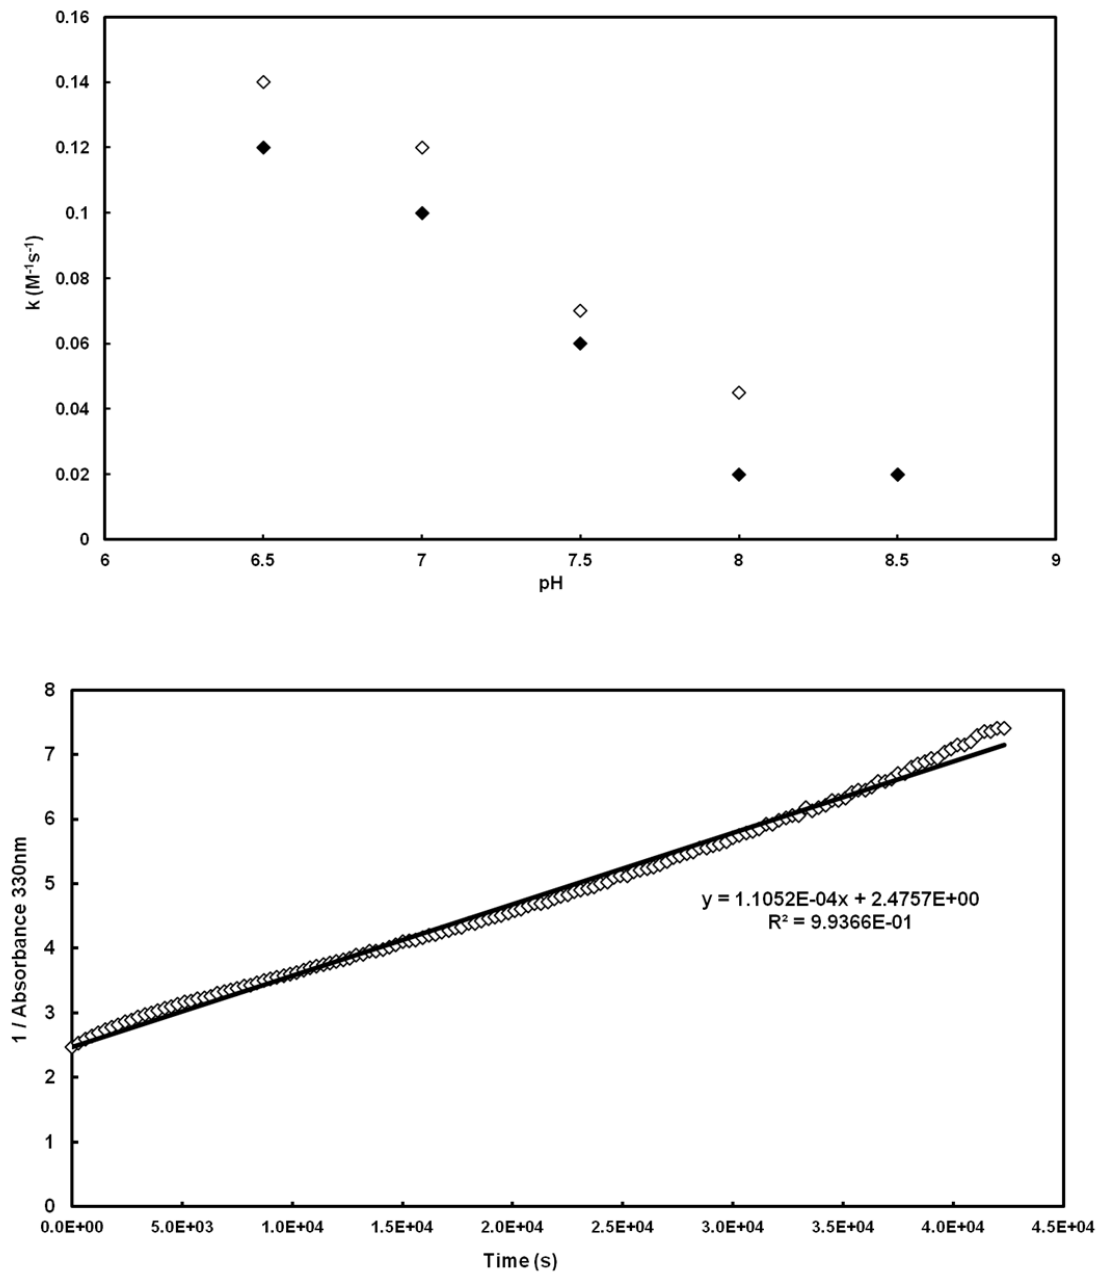 0.16
0.14
0.12
0.1
0.08
0.06
0.04
0.02
0
k (M⁻¹s⁻¹)
6 6.5 7 7.5 8 8.5 9
pH
8
7
6
5
4
3
2
1
0
1 / Absorbance 330nm
y = 1.1052E-04x + 2.4757E+00
R² = 9.9366E-01
0.0E+00 5.0E+03 1.0E+04 1.5E+04 2.0E+04 2.5E+04 3.0E+04 3.5E+04 4.0E+04 4.5E+04
Time (s)